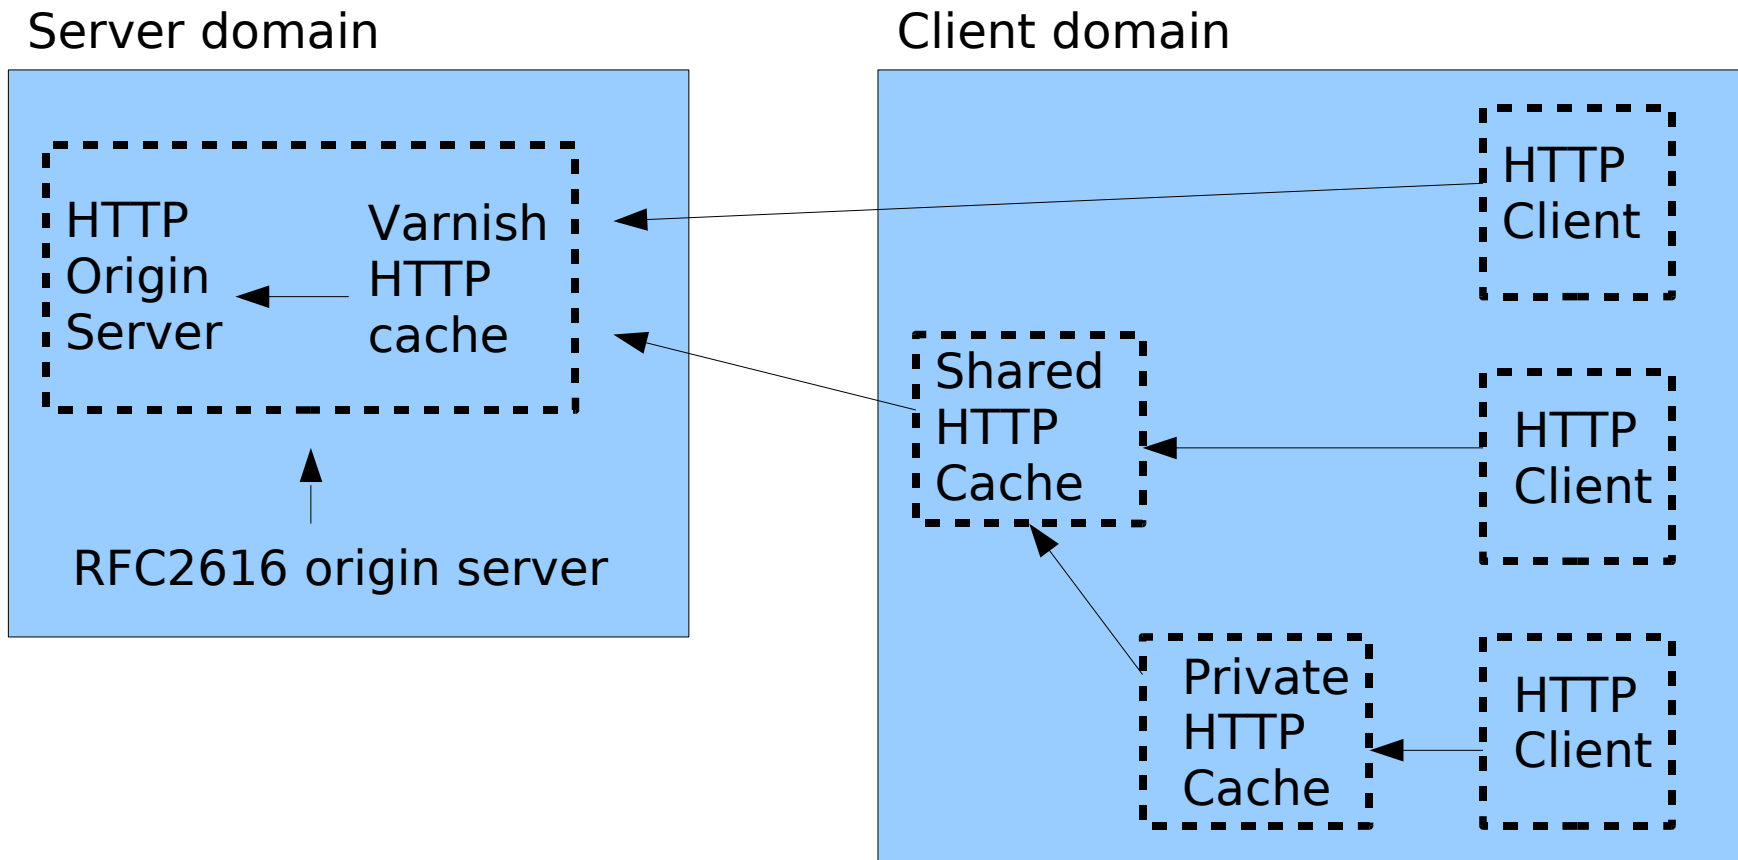 Server domain
HTTP
Origin
Server
Varnish
HTTP
cache
RFC2616 origin server
Client domain
HTTP
Client
Shared
HTTP
Cache
HTTP
Client
Private
HTTP
Cache
HTTP
Client